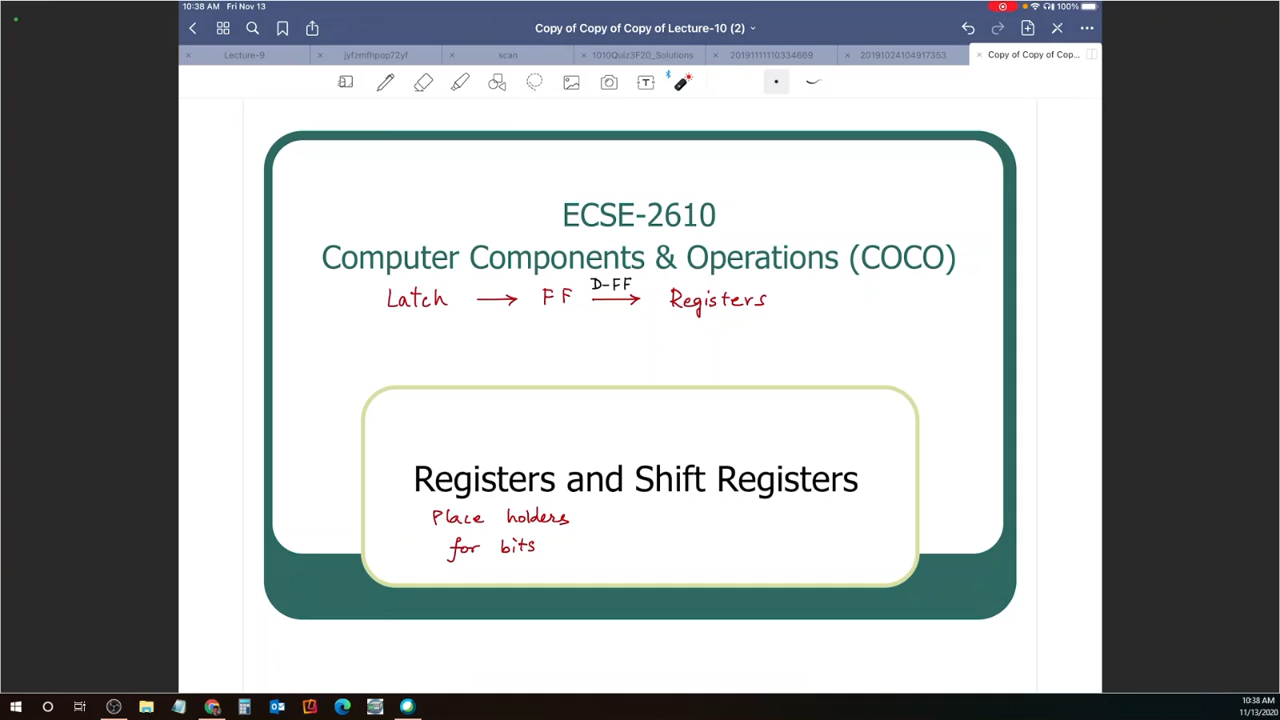 10:38 AM Fri Nov 13
100%
Copy of Copy of Copy of Lecture-10 (2)
Lecture-9
jyfzmfhpop72yf
scan
1010Quiz3F20_Solutions
20191111110334669
20191024104917353
Copy of Copy of Cop...
T
ECSE-2610
Computer Components & Operations (COCO)
Latch → FF D-FF → Registers
Registers and Shift Registers
Place holders
for bits
10:38 AM
11/13/2020